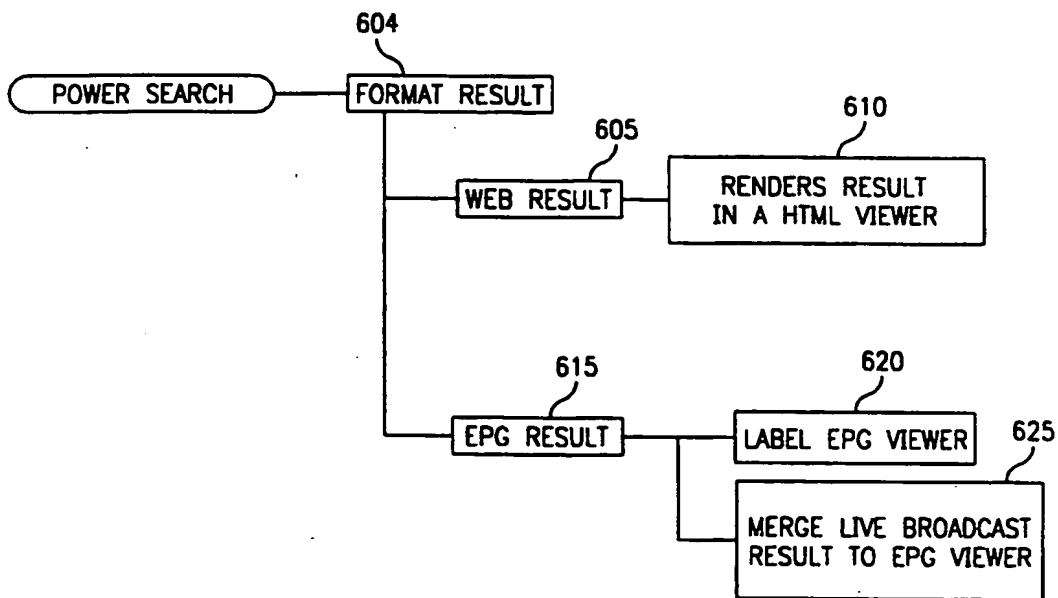 604
POWER SEARCH
FORMAT RESULT
605
610
WEB RESULT
RENDERS RESULT
IN A HTML VIEWER
615
620
EPG RESULT
LABEL EPG VIEWER
625
MERGE LIVE BROADCAST
RESULT TO EPG VIEWER